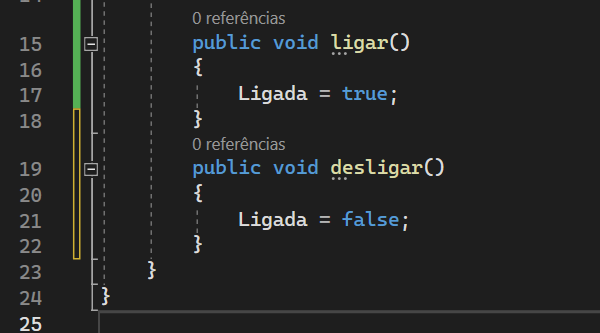 0 referências
15 public void ligar()
16 {
17 Ligada = true;
18 }
0 referências
19 public void desligar()
20 {
21 Ligada = false;
22 }
23 }
24 }
25